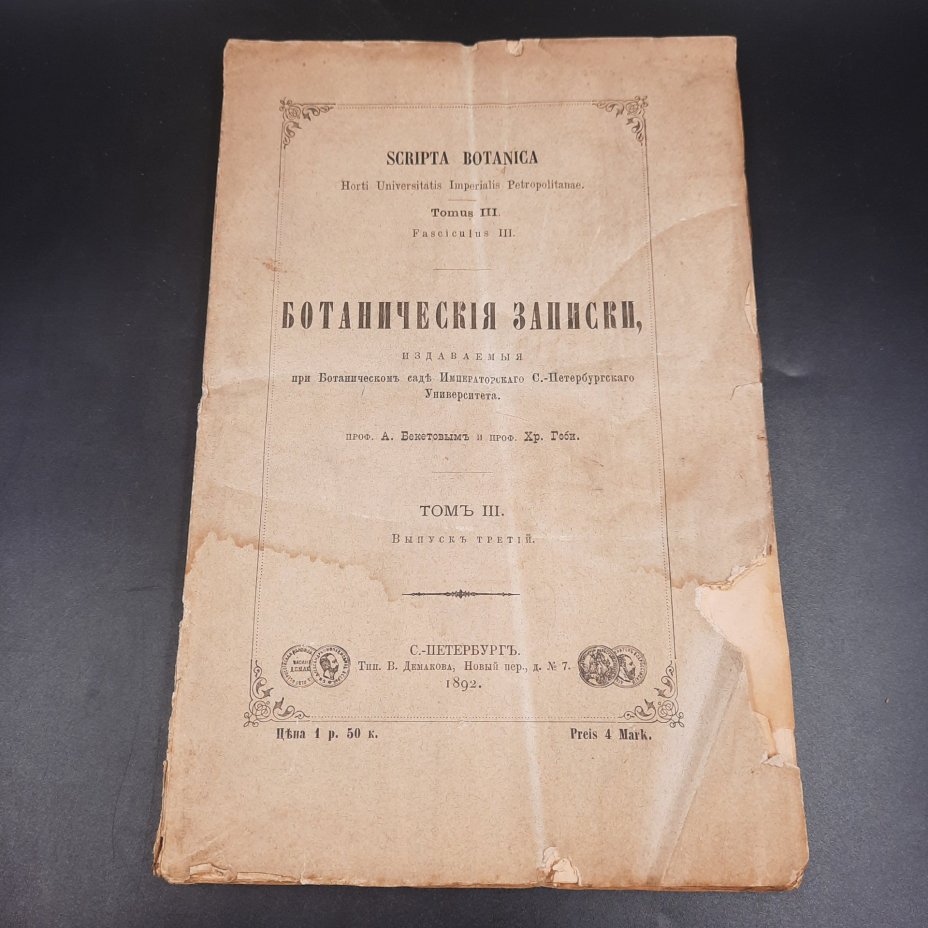 SCRIPTA BOTANICA
Horti Universitatis Imperialis Petropolitanae.
Tomus III.
Fasciculus III.
БОТАНИЧЕСКІЯ ЗАПИСКИ,
ИЗДАВАЕМЫЯ
при Ботаническомъ садѣ Императорскаго С.-Петербургскаго
Университета.
ПРОФ. А. Бекетовымъ И ПРОФ. Хр. Гоби.
ТОМЪ III.
Выпускъ третій.
С.-ПЕТЕРБУРГЪ.
Тип. В. Демакова, Новый пер., д. № 7.
1892.
Цѣна 1 р. 50 к.
Preis 4 Mark.